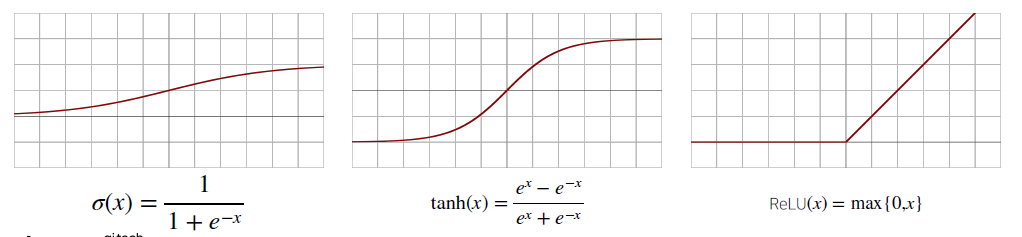 σ(x) = 1 / (1 + e^{-x})
tanh(x) = (e^x − e^{-x}) / (e^x + e^{-x})
ReLU(x) = max{0,x}